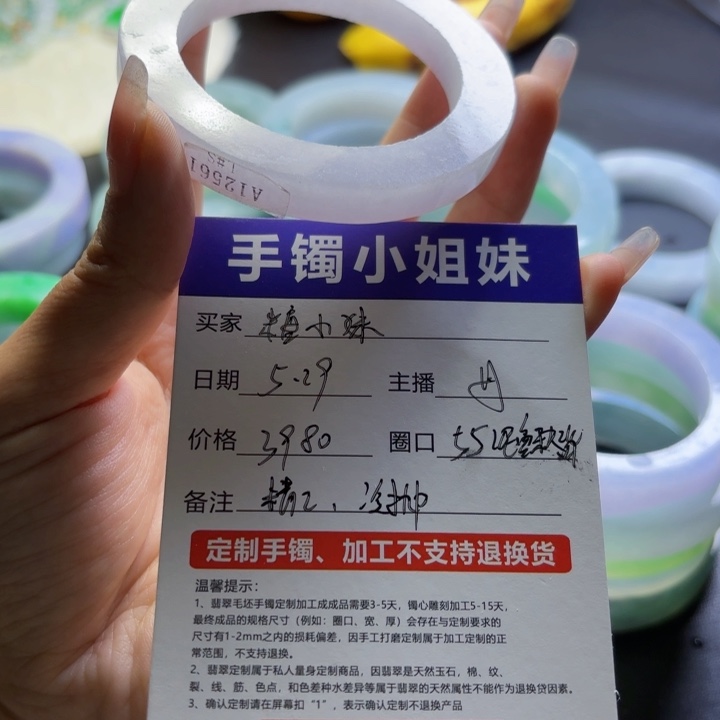 A12561
L#S
手镯小姐妹
买家 糖小妹
日期 5.29 主播 丹
价格 3980 圈口 55
备注 精工、冷抛
定制手镯、加工不支持退换货
温馨提示：
1、翡翠毛坯手镯定制加工成成品需要3-5天，镯心雕刻加工5-15天，
最终成品的规格尺寸（例如：圈口、宽、厚）会存在与定制要求的
尺寸有1-2mm之内的损耗偏差，因手工打磨定制属于加工定制的正
常范围，不支持退换。
2、翡翠定制属于私人量身定制商品，因翡翠是天然玉石，棉、纹、
裂、线、筋、色点，和色差种水差异等属于翡翠的天然属性不能作为退换货因素。
3、确认定制请在屏幕扣“1”，表示确认定制不退换产品